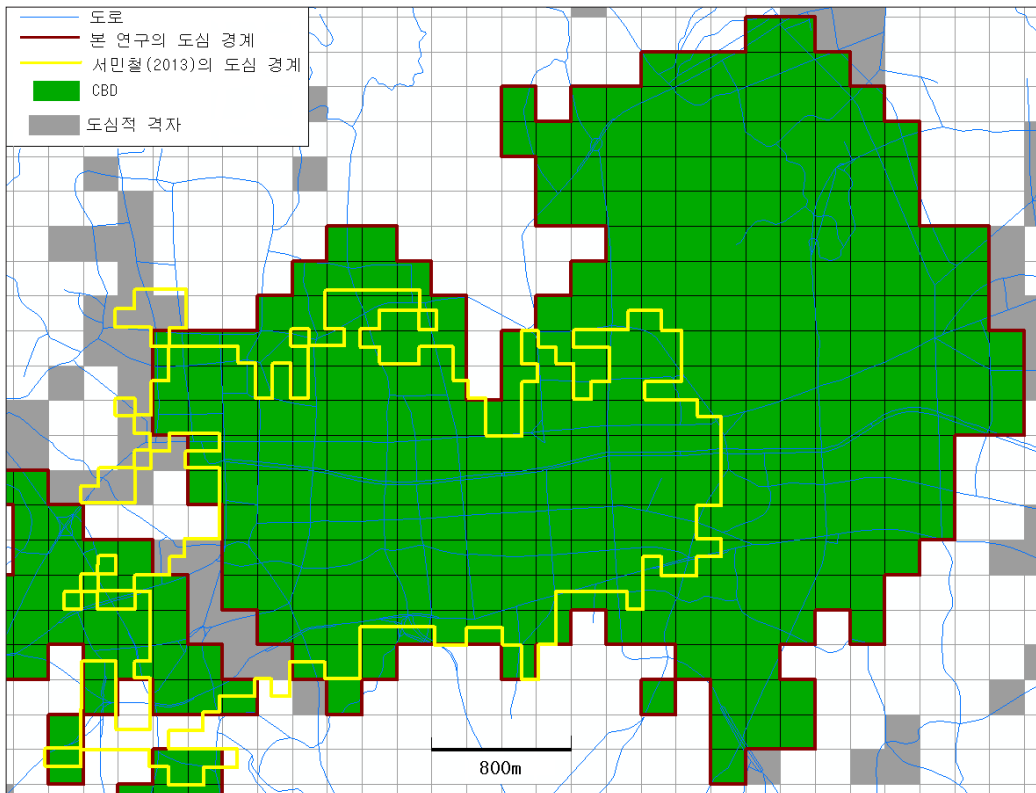 도로
본 연구의 도심 경계
서민철(2013)의 도심 경계
CBD
도심적 격자
800m